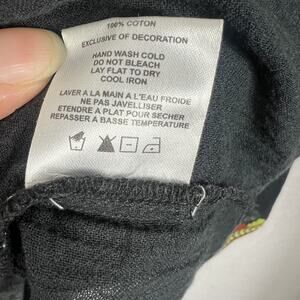 100% COTON
EXCLUSIVE OF DECORATION
HAND WASH COLD
DO NOT BLEACH
LAY FLAT TO DRY
COOL IRON
LAVER A LA MAIN A L'EAU FROIDE
NE PAS JAVELLISER
ETENDRE A PLAT POUR SECHER
REPASSER A BASSE TEMPERATURE